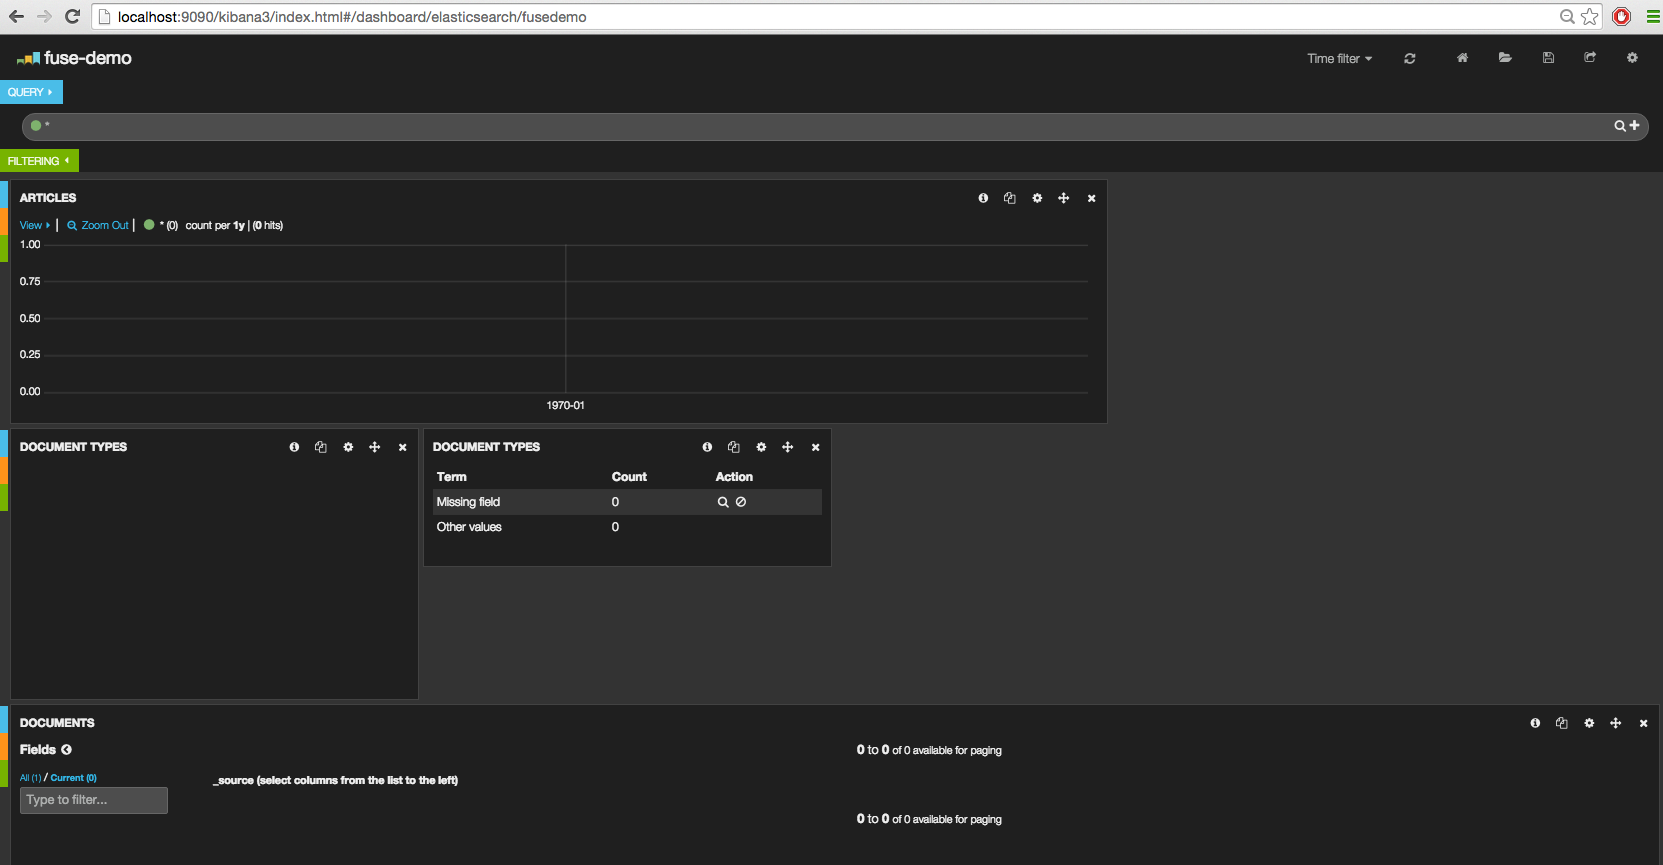 localhost:9090/kibana3/index.html#/dashboard/elasticsearch/fusedemo
fuse-demo
Time filter
QUERY
*
FILTERING
ARTICLES
View | Zoom Out | * (0) count per 1y | (0 hits)
1.00
0.75
0.50
0.25
0.00
1970-01
DOCUMENT TYPES
DOCUMENT TYPES
Term Count Action
Missing field 0
Other values 0
DOCUMENTS
Fields
0 to 0 of 0 available for paging
All (1) / Current (0)
_source (select columns from the list to the left)
Type to filter...
0 to 0 of 0 available for paging